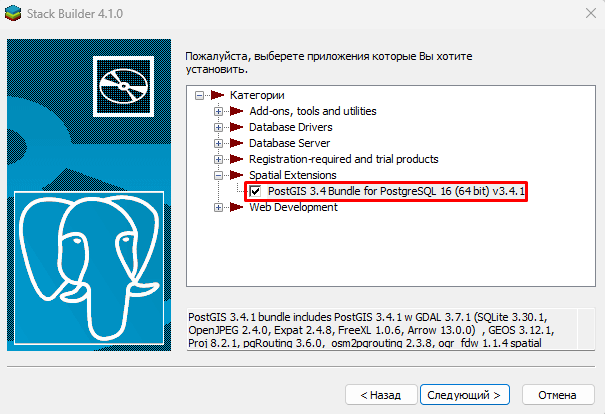 Stack Builder 4.1.0
Пожалуйста, выберете приложения которые Вы хотите
установить.
Категории
Add-ons, tools and utilities
Database Drivers
Database Server
Registration-required and trial products
Spatial Extensions
PostGIS 3.4 Bundle for PostgreSQL 16 (64 bit) v3.4.1
Web Development
PostGIS 3.4.1 bundle includes PostGIS 3.4.1 w GDAL 3.7.1 (SQLite 3.30.1,
OpenJPEG 2.4.0, Expat 2.4.8, FreeXL 1.0.6, Arrow 13.0.0) , GEOS 3.12.1,
Proj 8.2.1, pgRouting 3.6.0, osm2pgrouting 2.3.8, ogr_fdw 1.1.4 spatial
< Назад
Следующий >
Отмена